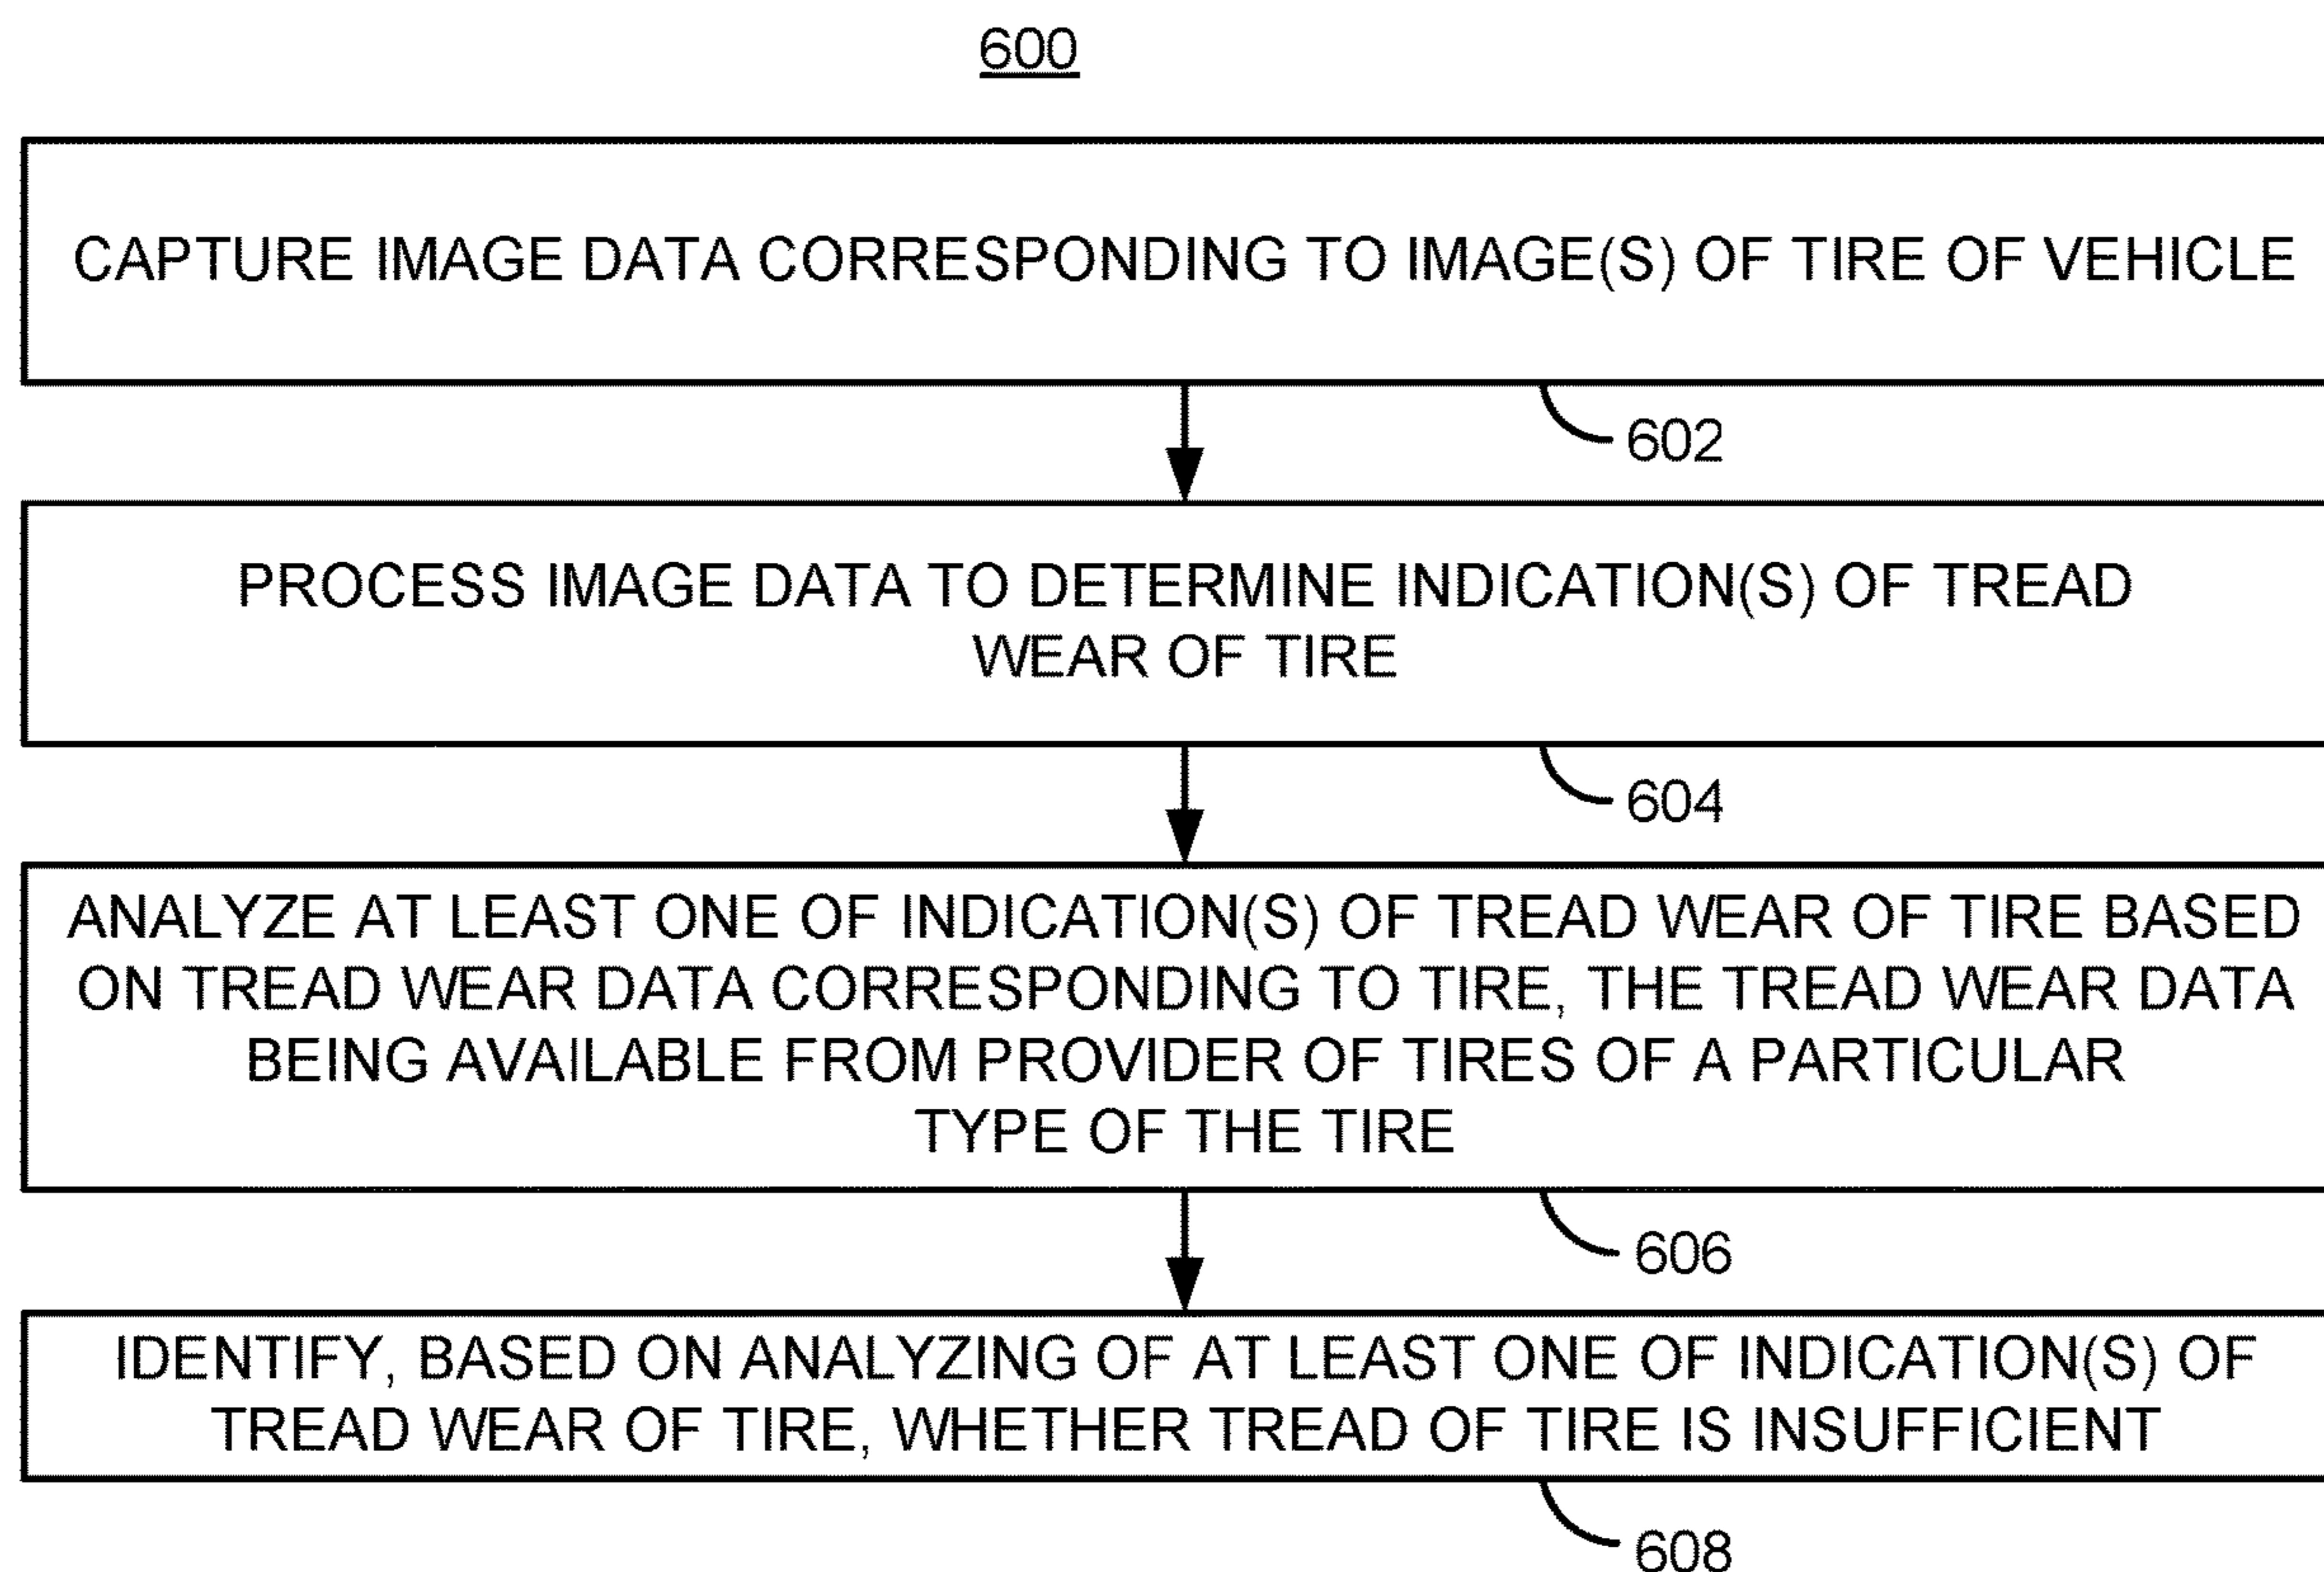 600
CAPTURE IMAGE DATA CORRESPONDING TO IMAGE(S) OF TIRE OF VEHICLE
602
PROCESS IMAGE DATA TO DETERMINE INDICATION(S) OF TREAD
WEAR OF TIRE
604
ANALYZE AT LEAST ONE OF INDICATION(S) OF TREAD WEAR OF TIRE BASED
ON TREAD WEAR DATA CORRESPONDING TO TIRE, THE TREAD WEAR DATA
BEING AVAILABLE FROM PROVIDER OF TIRES OF A PARTICULAR
TYPE OF THE TIRE
606
IDENTIFY, BASED ON ANALYZING OF AT LEAST ONE OF INDICATION(S) OF
TREAD WEAR OF TIRE, WHETHER TREAD OF TIRE IS INSUFFICIENT
608